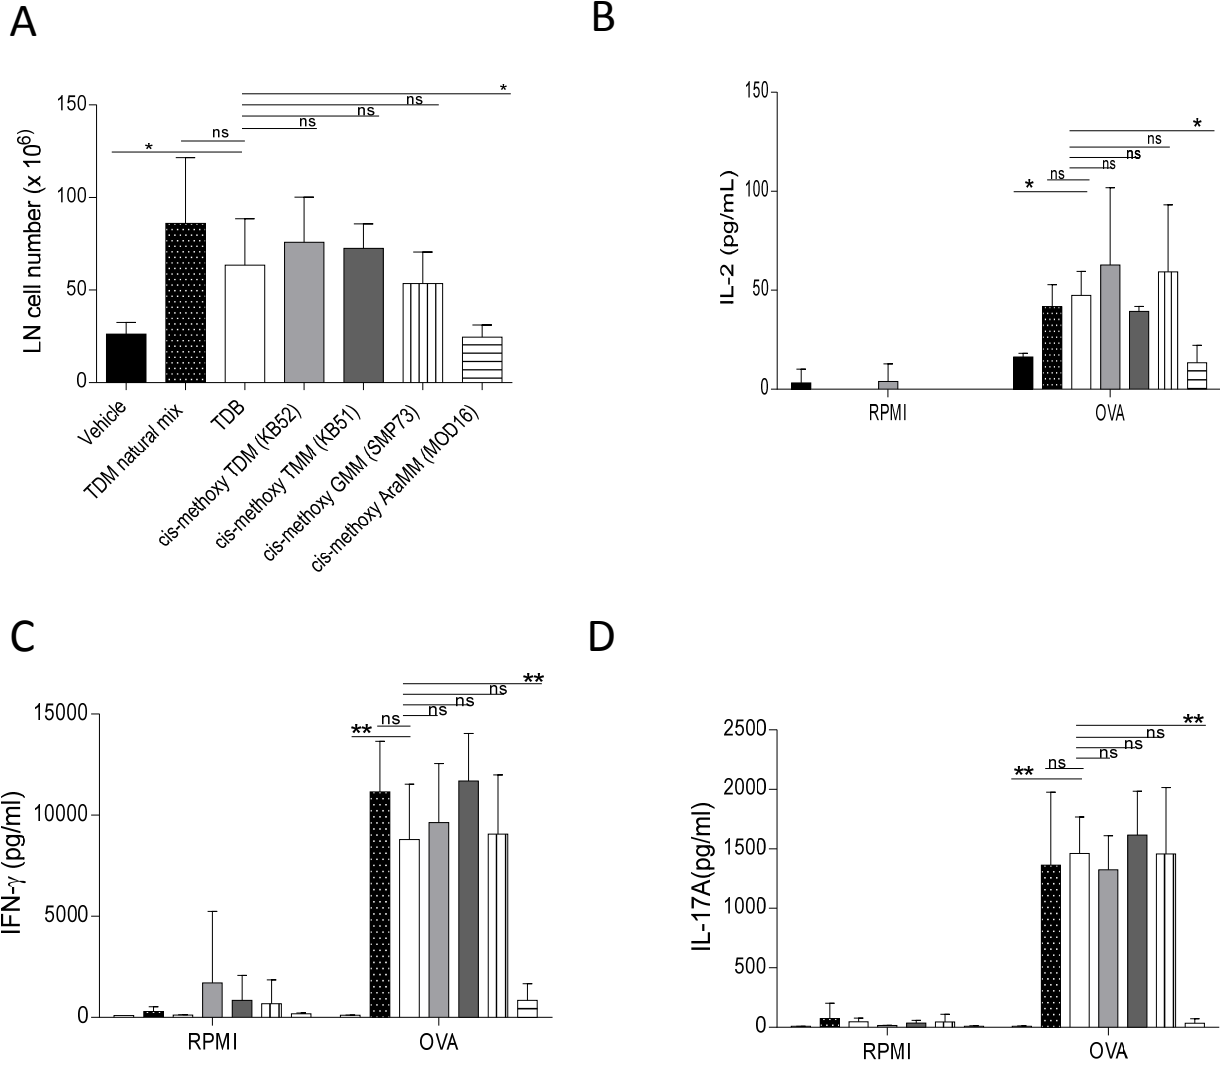 A
LN cell number (x 10⁶)
150
100
50
0
*
ns
ns
ns
ns
*
Vehicle
TDM natural mix
TDB
cis-methoxy TDM (KB52)
cis-methoxy TMM (KB51)
cis-methoxy GMM (SMP73)
cis-methoxy AraMM (MOD16)
B
IL-2 (pg/mL)
150
100
50
0
*
ns
ns
ns
ns
*
RPMI
OVA
C
IFN-γ (pg/ml)
15000
10000
5000
0
**
ns
ns
ns
ns
**
RPMI
OVA
D
IL-17A(pg/ml)
2500
2000
1500
1000
500
0
**
ns
ns
ns
ns
**
RPMI
OVA